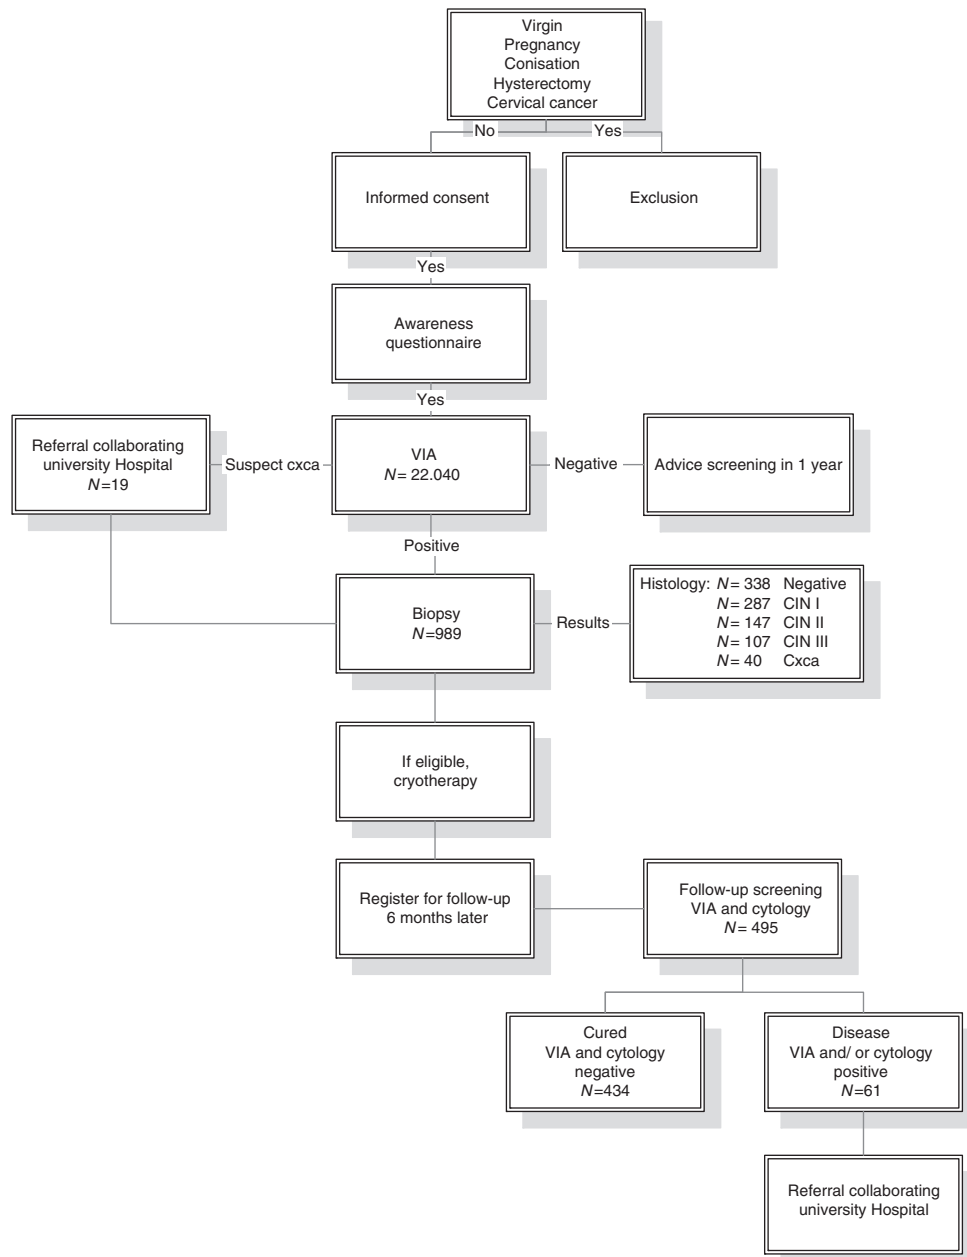 Virgin
Pregnancy
Conisation
Hysterectomy
Cervical cancer
No
Yes
Informed consent
Exclusion
Yes
Awareness
questionnaire
Yes
Referral collaborating
university Hospital
N=19
Suspect cxca
VIA
N= 22.040
Negative
Advice screening in 1 year
Positive
Biopsy
N=989
Results
Histology: N= 338 Negative
N= 287 CIN I
N= 147 CIN II
N= 107 CIN III
N= 40 Cxca
If eligible,
cryotherapy
Register for follow-up
6 months later
Follow-up screening
VIA and cytology
N= 495
Cured
VIA and cytology
negative
N=434
Disease
VIA and/ or cytology
positive
N=61
Referral collaborating
university Hospital